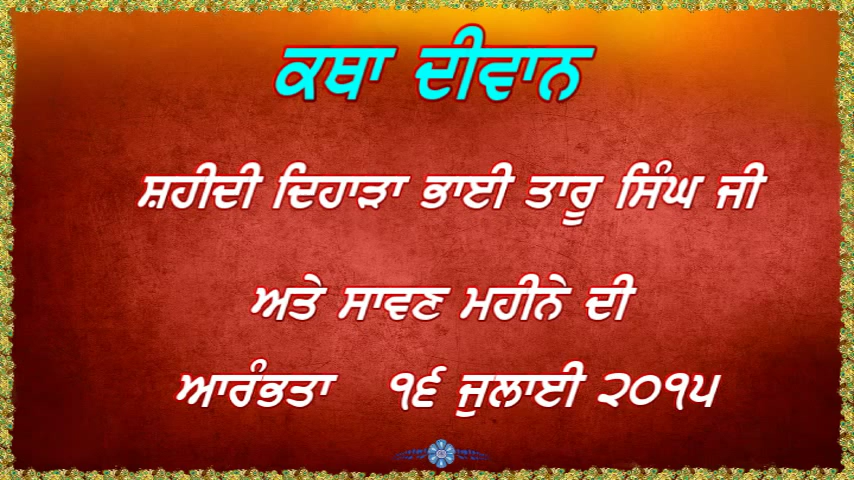 ਕਥਾ ਦੀਵਾਨ
ਸ਼ਹੀਦੀ ਦਿਹਾੜਾ ਭਾਈ ਤਾਰੂ ਸਿੰਘ ਜੀ
ਅਤੇ ਸਾਵਣ ਮਹੀਨੇ ਦੀ
ਆਰੰਭਤਾ ੧੬ ਜੁਲਾਈ ੨੦੧੫